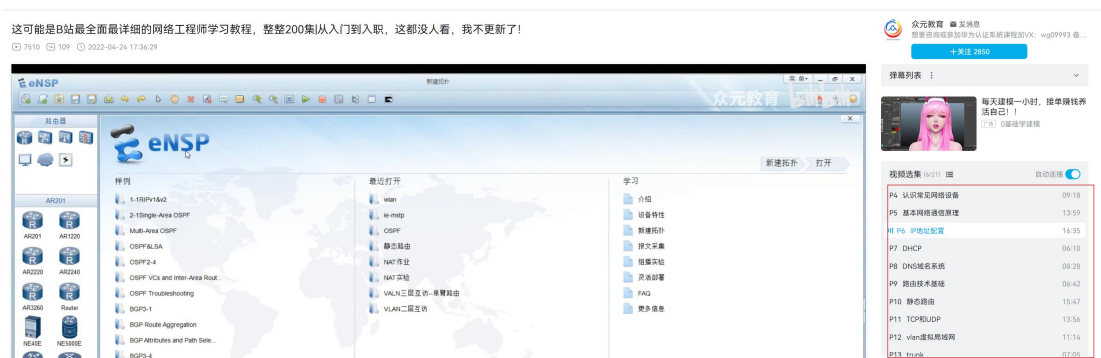 这可能是B站最全面最详细的网络工程师学习教程，整整200集|从入门到入职，这都没人看，我不更新了！
7510 109 2022-04-24 17:36:29
众元教育 发消息
想要咨询或参加华为认证系统课程加VX：wg09993 备...
+关注 2850
弹幕列表
eNSP
新建拓扑
菜 单
众元教育
路由器
AR201
AR201 AR1220
AR2220 AR2240
AR3260 Router
NE40E NE5000E
eNSP
新建拓扑 打开
样例
1-1RIPv1&v2
2-1Single-Area OSPF
Multi-Area OSPF
OSPF&LSA
OSPF2-4
OSPF VCs and Inter-Area Rout...
OSPF Troubleshooting
BGP3-1
BGP Route Aggregation
BGP Attributes and Path Sele...
BGP3-4
最近打开
wlan
ie-mstp
OSPF
静态路由
NAT作业
NAT实验
VALN三层互访--单臂路由
VLAN二层互访
学习
介绍
设备特性
新建拓扑
报文采集
组播实验
灵活部署
FAQ
更多信息
每天建模一小时，接单赚钱养
活自己！！
广告 0基础学建模
视频选集 (6/21) 自动连播
P4 认识常见网络设备 09:18
P5 基本网络通信原理 13:59
P6 IP地址配置 16:35
P7 DHCP 06:10
P8 DNS域名系统 08:28
P9 路由技术基础 06:42
P10 静态路由 15:47
P11 TCP和UDP 13:56
P12 vlan虚拟局域网 11:14
P13 trunk 07:05